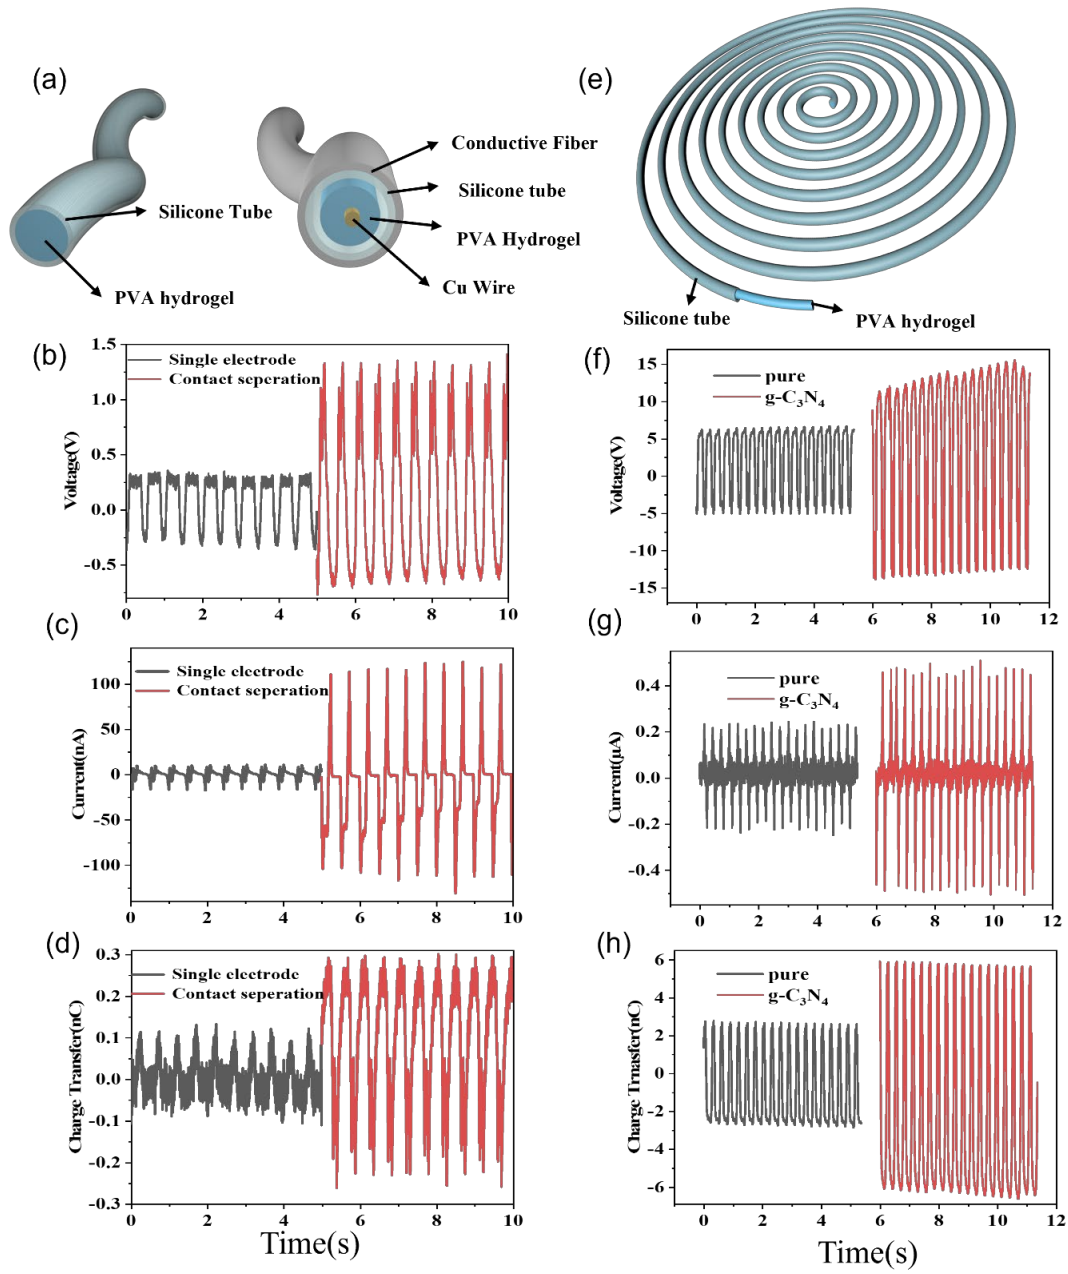 (a)
Silicone Tube
PVA hydrogel
Conductive Fiber
Silicone tube
PVA Hydrogel
Cu Wire
(e)
Silicone tube
PVA hydrogel
(b)
Voltage(V)
1.5
1.0
0.5
0.0
-0.5
Single electrode
Contact seperation
0 2 4 6 8 10
(f)
Voltage(V)
15
10
5
0
-5
-10
-15
pure
g-C₃N₄
0 2 4 6 8 10 12
(c)
Current(nA)
100
50
0
-50
-100
Single electrode
Contact seperation
0 2 4 6 8 10
(g)
Current(μA)
0.4
0.2
0.0
-0.2
-0.4
pure
g-C₃N₄
0 2 4 6 8 10 12
(d)
Charge Transfer(nC)
0.3
0.2
0.1
0.0
-0.1
-0.2
-0.3
Single electrode
Contact seperation
0 2 4 6 8 10
Time(s)
(h)
Charge Trnasfer(nC)
6
4
2
0
-2
-4
-6
pure
g-C₃N₄
0 2 4 6 8 10 12
Time(s)